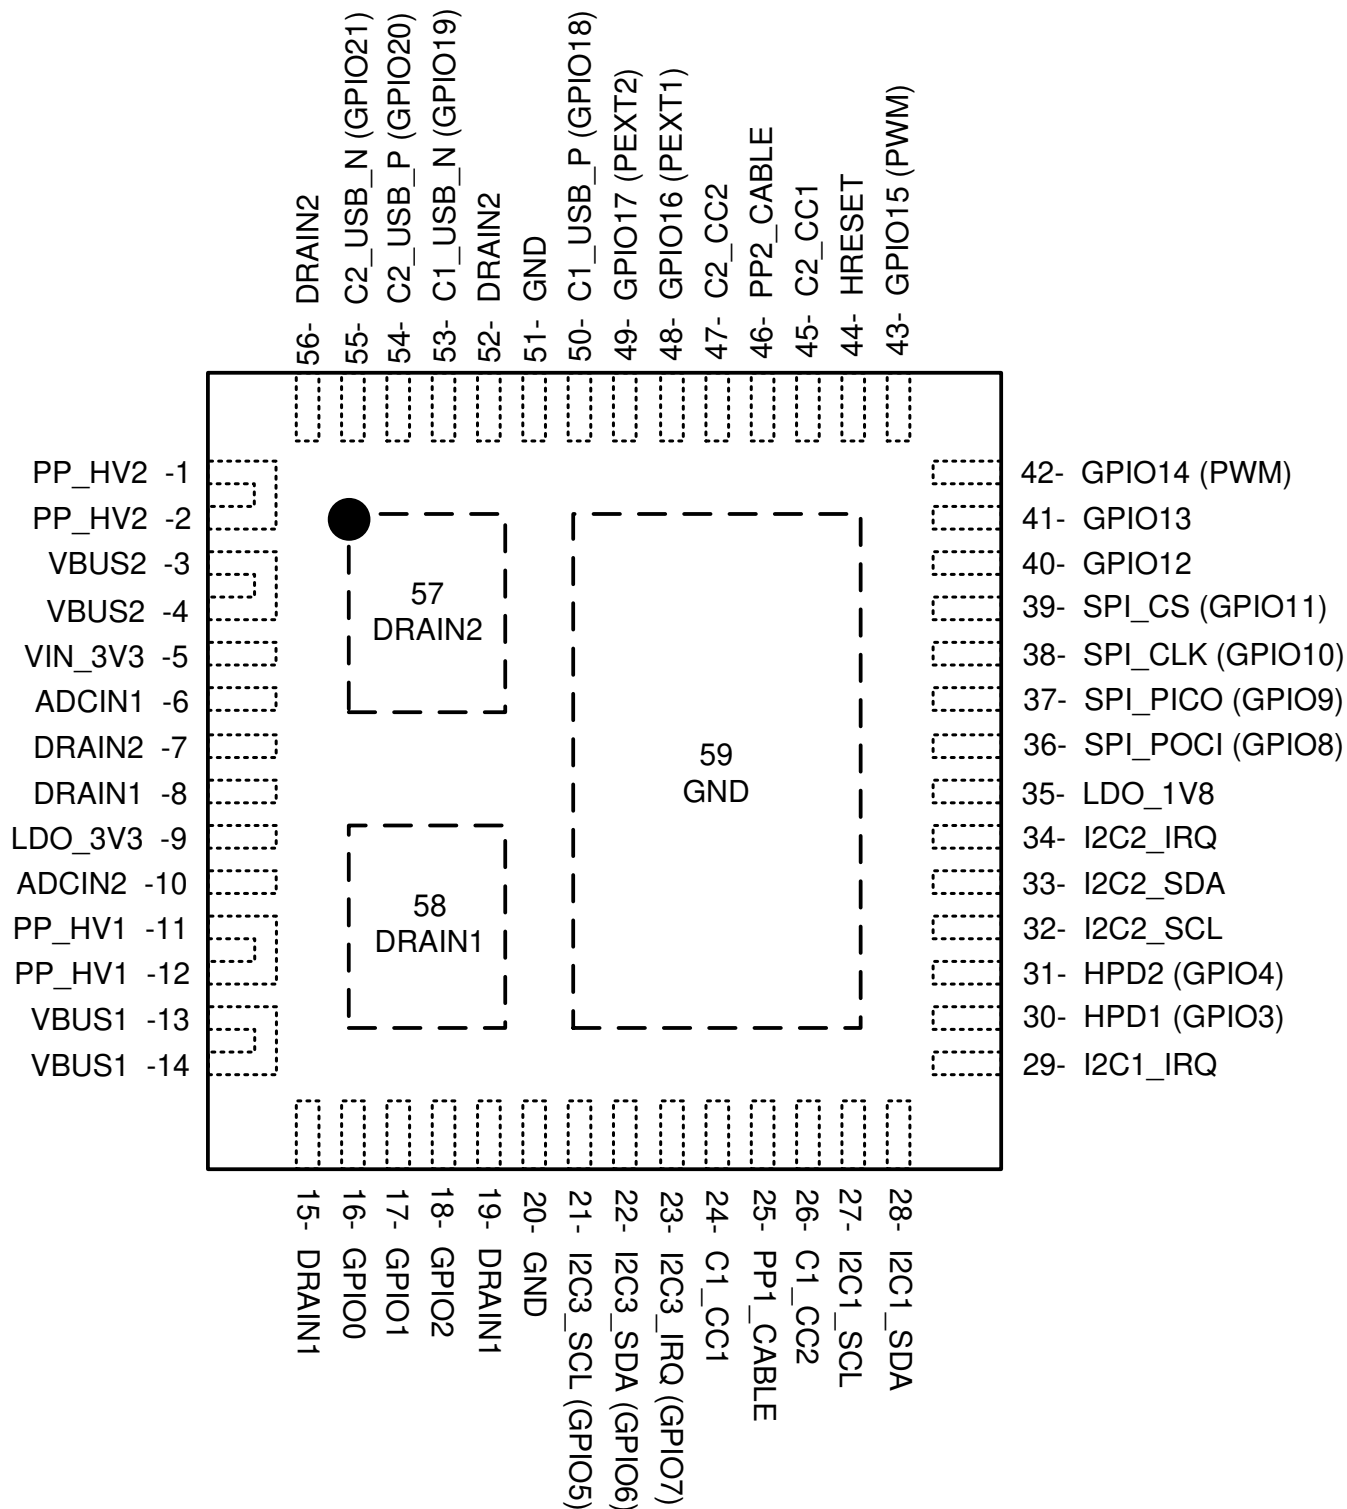 56- DRAIN2
55- C2_USB_N (GPIO21)
54- C2_USB_P (GPIO20)
53- C1_USB_N (GPIO19)
52- DRAIN2
51- GND
50- C1_USB_P (GPIO18)
49- GPIO17 (PEXT2)
48- GPIO16 (PEXT1)
47- C2_CC2
46- PP2_CABLE
45- C2_CC1
44- HRESET
43- GPIO15 (PWM)
PP_HV2 -1
PP_HV2 -2
VBUS2 -3
VBUS2 -4
VIN_3V3 -5
ADCIN1 -6
DRAIN2 -7
DRAIN1 -8
LDO_3V3 -9
ADCIN2 -10
PP_HV1 -11
PP_HV1 -12
VBUS1 -13
VBUS1 -14
57
DRAIN2
58
DRAIN1
59
GND
42- GPIO14 (PWM)
41- GPIO13
40- GPIO12
39- SPI_CS (GPIO11)
38- SPI_CLK (GPIO10)
37- SPI_PICO (GPIO9)
36- SPI_POCI (GPIO8)
35- LDO_1V8
34- I2C2_IRQ
33- I2C2_SDA
32- I2C2_SCL
31- HPD2 (GPIO4)
30- HPD1 (GPIO3)
29- I2C1_IRQ
15- DRAIN1
16- GPIO0
17- GPIO1
18- GPIO2
19- DRAIN1
20- GND
21- I2C3_SCL (GPIO5)
22- I2C3_SDA (GPIO6)
23- I2C3_IRQ (GPIO7)
24- C1_CC1
25- PP1_CABLE
26- C1_CC2
27- I2C1_SCL
28- I2C1_SDA